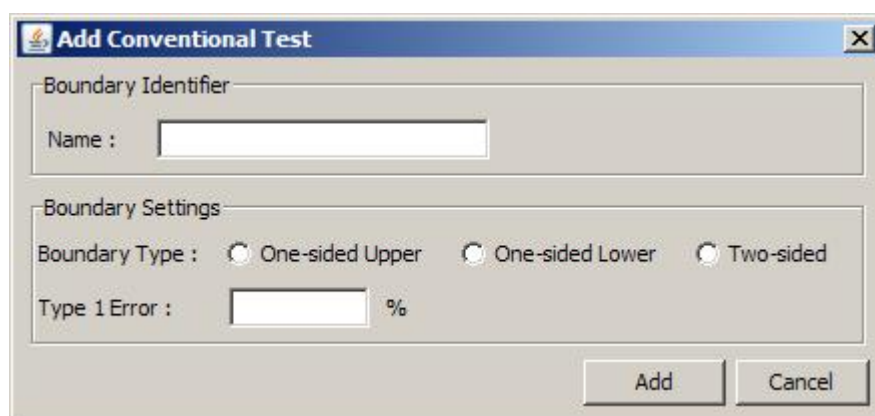 Add Conventional Test
Boundary Identifier
Name :
Boundary Settings
Boundary Type : One-sided Upper One-sided Lower Two-sided
Type 1 Error : %
Add Cancel